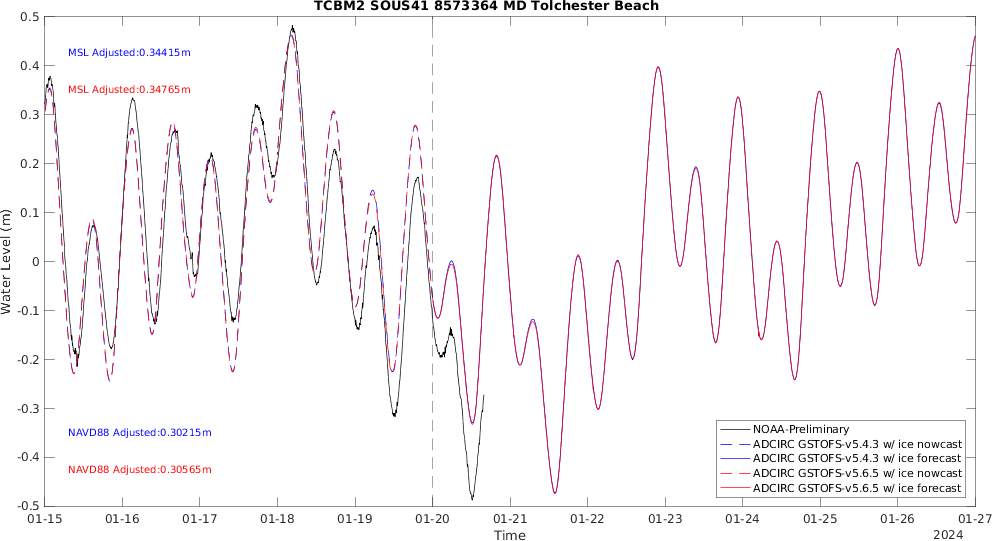 TCBM2 SOUS41 8573364 MD Tolchester Beach
0.5
0.4
0.3
0.2
0.1
0
-0.1
-0.2
-0.3
-0.4
-0.5
Water Level (m)
MSL Adjusted:0.34415m
MSL Adjusted:0.34765m
NAVD88 Adjusted:0.30215m
NAVD88 Adjusted:0.30565m
NOAA-Preliminary
ADCIRC GSTOFS-v5.4.3 w/ ice nowcast
ADCIRC GSTOFS-v5.4.3 w/ ice forecast
ADCIRC GSTOFS-v5.6.5 w/ ice nowcast
ADCIRC GSTOFS-v5.6.5 w/ ice forecast
01-15 01-16 01-17 01-18 01-19 01-20 01-21 01-22 01-23 01-24 01-25 01-26 01-27
Time
2024